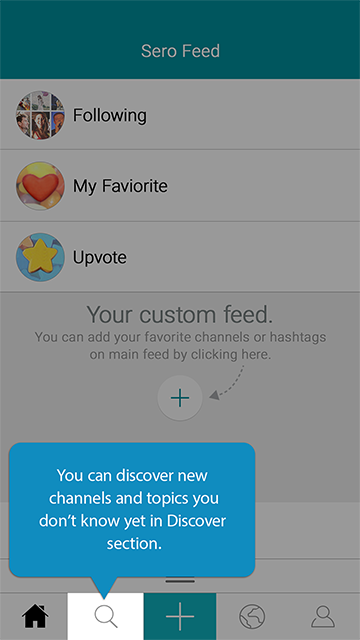 Sero Feed
Following
My Faviorite
Upvote
Your custom feed.
You can add your favorite channels or hashtags
on main feed by clicking here.
You can discover new
channels and topics you
don't know yet in Discover
section.